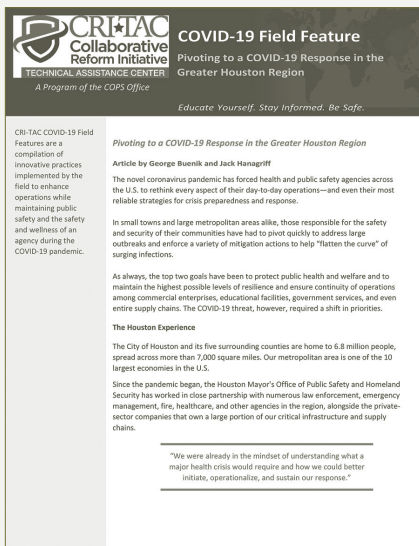 CRI-TAC
Collaborative
Reform Initiative
TECHNICAL ASSISTANCE CENTER
A Program of the COPS Office
COVID-19 Field Feature
Pivoting to a COVID-19 Response in the
Greater Houston Region
Educate Yourself. Stay Informed. Be Safe.
CRI-TAC COVID-19 Field
Features are a
compilation of
innovative practices
implemented by the
field to enhance
operations while
maintaining public
safety and the safety
and wellness of an
agency during the
COVID-19 pandemic.
Pivoting to a COVID-19 Response in the Greater Houston Region
Article by George Buenik and Jack Hanagriff
The novel coronavirus pandemic has forced health and public safety agencies across
the U.S. to rethink every aspect of their day-to-day operations—and even their most
reliable strategies for crisis preparedness and response.
In small towns and large metropolitan areas alike, those responsible for the safety
and security of their communities have had to pivot quickly to address large
outbreaks and enforce a variety of mitigation actions to help "flatten the curve" of
surging infections.
As always, the top two goals have been to protect public health and welfare and to
maintain the highest possible levels of resilience and ensure continuity of operations
among commercial enterprises, educational facilities, government services, and even
entire supply chains. The COVID-19 threat, however, required a shift in priorities.
The Houston Experience
The City of Houston and its five surrounding counties are home to 6.8 million people,
spread across more than 7,000 square miles. Our metropolitan area is one of the 10
largest economies in the U.S.
Since the pandemic began, the Houston Mayor's Office of Public Safety and Homeland
Security has worked in close partnership with numerous law enforcement, emergency
management, fire, healthcare, and other agencies in the region, alongside the private-
sector companies that own a large portion of our critical infrastructure and supply
chains.
"We were already in the mindset of understanding what a
major health crisis would require and how we could better
initiate, operationalize, and sustain our response."